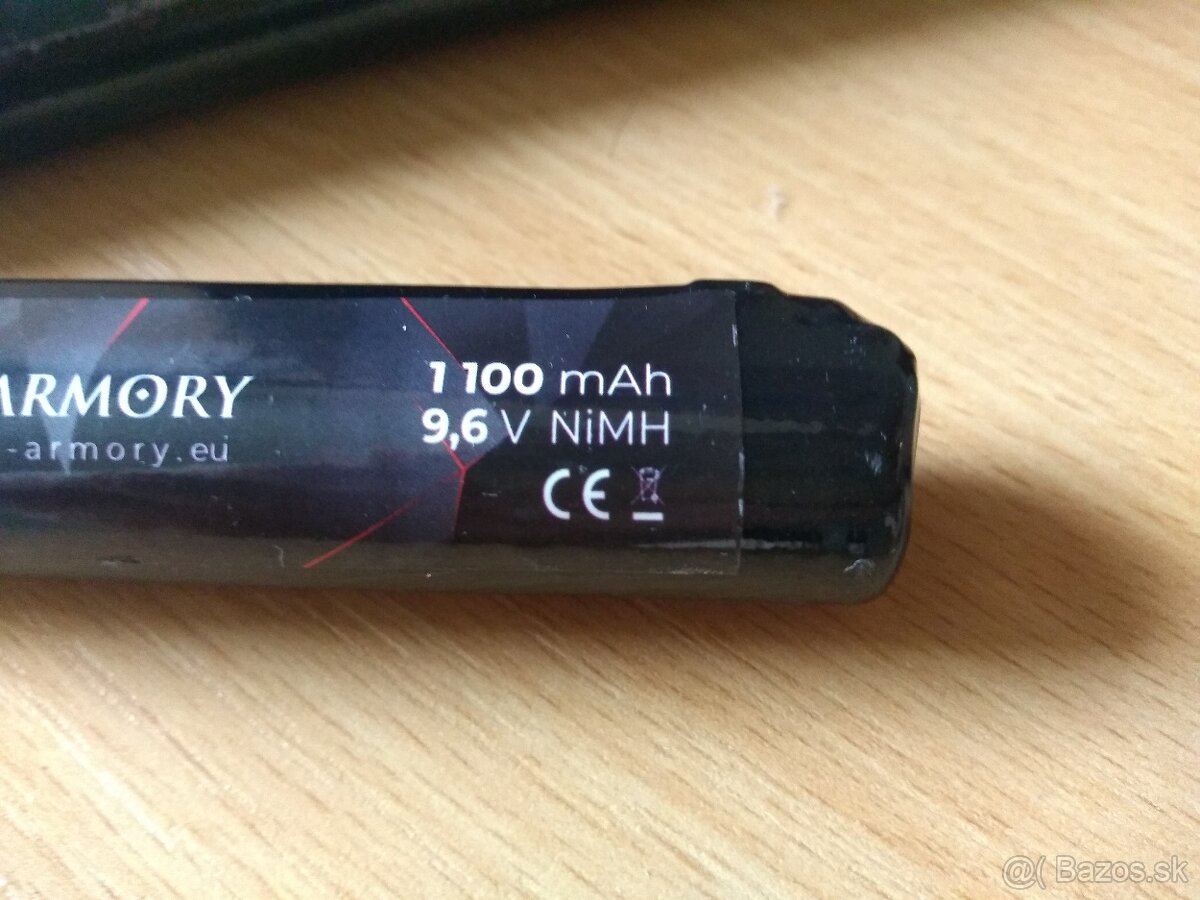 ARMORY
-armory.eu
1 100 mAh
9,6 V NiMH
CE
@( Bazos.sk